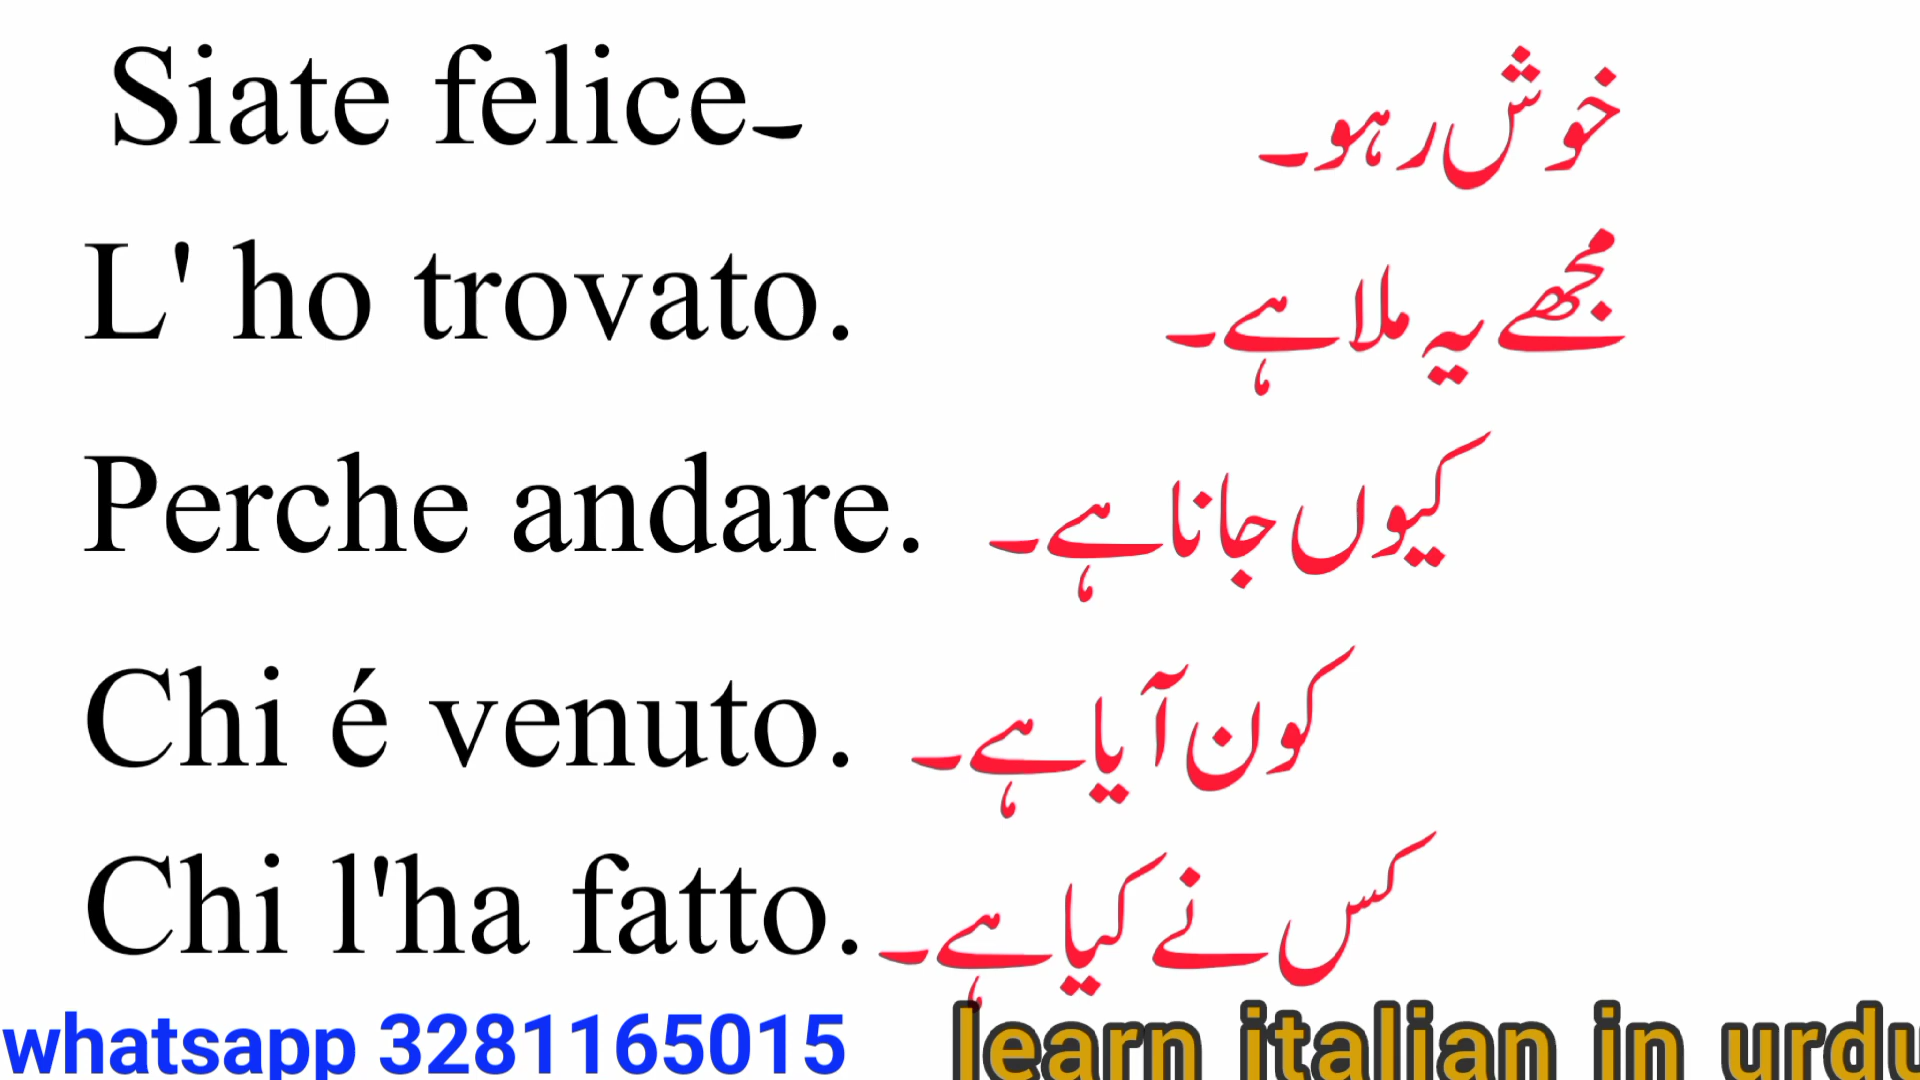 Siate felice۔ خوش رہو۔
L' ho trovato. مجھے یہ ملا ہے۔
Perche andare. کیوں جانا ہے۔
Chi é venuto. کون آیا ہے۔
Chi l'ha fatto. کس نے کیا ہے۔
whatsapp 3281165015 learn italian in urdu